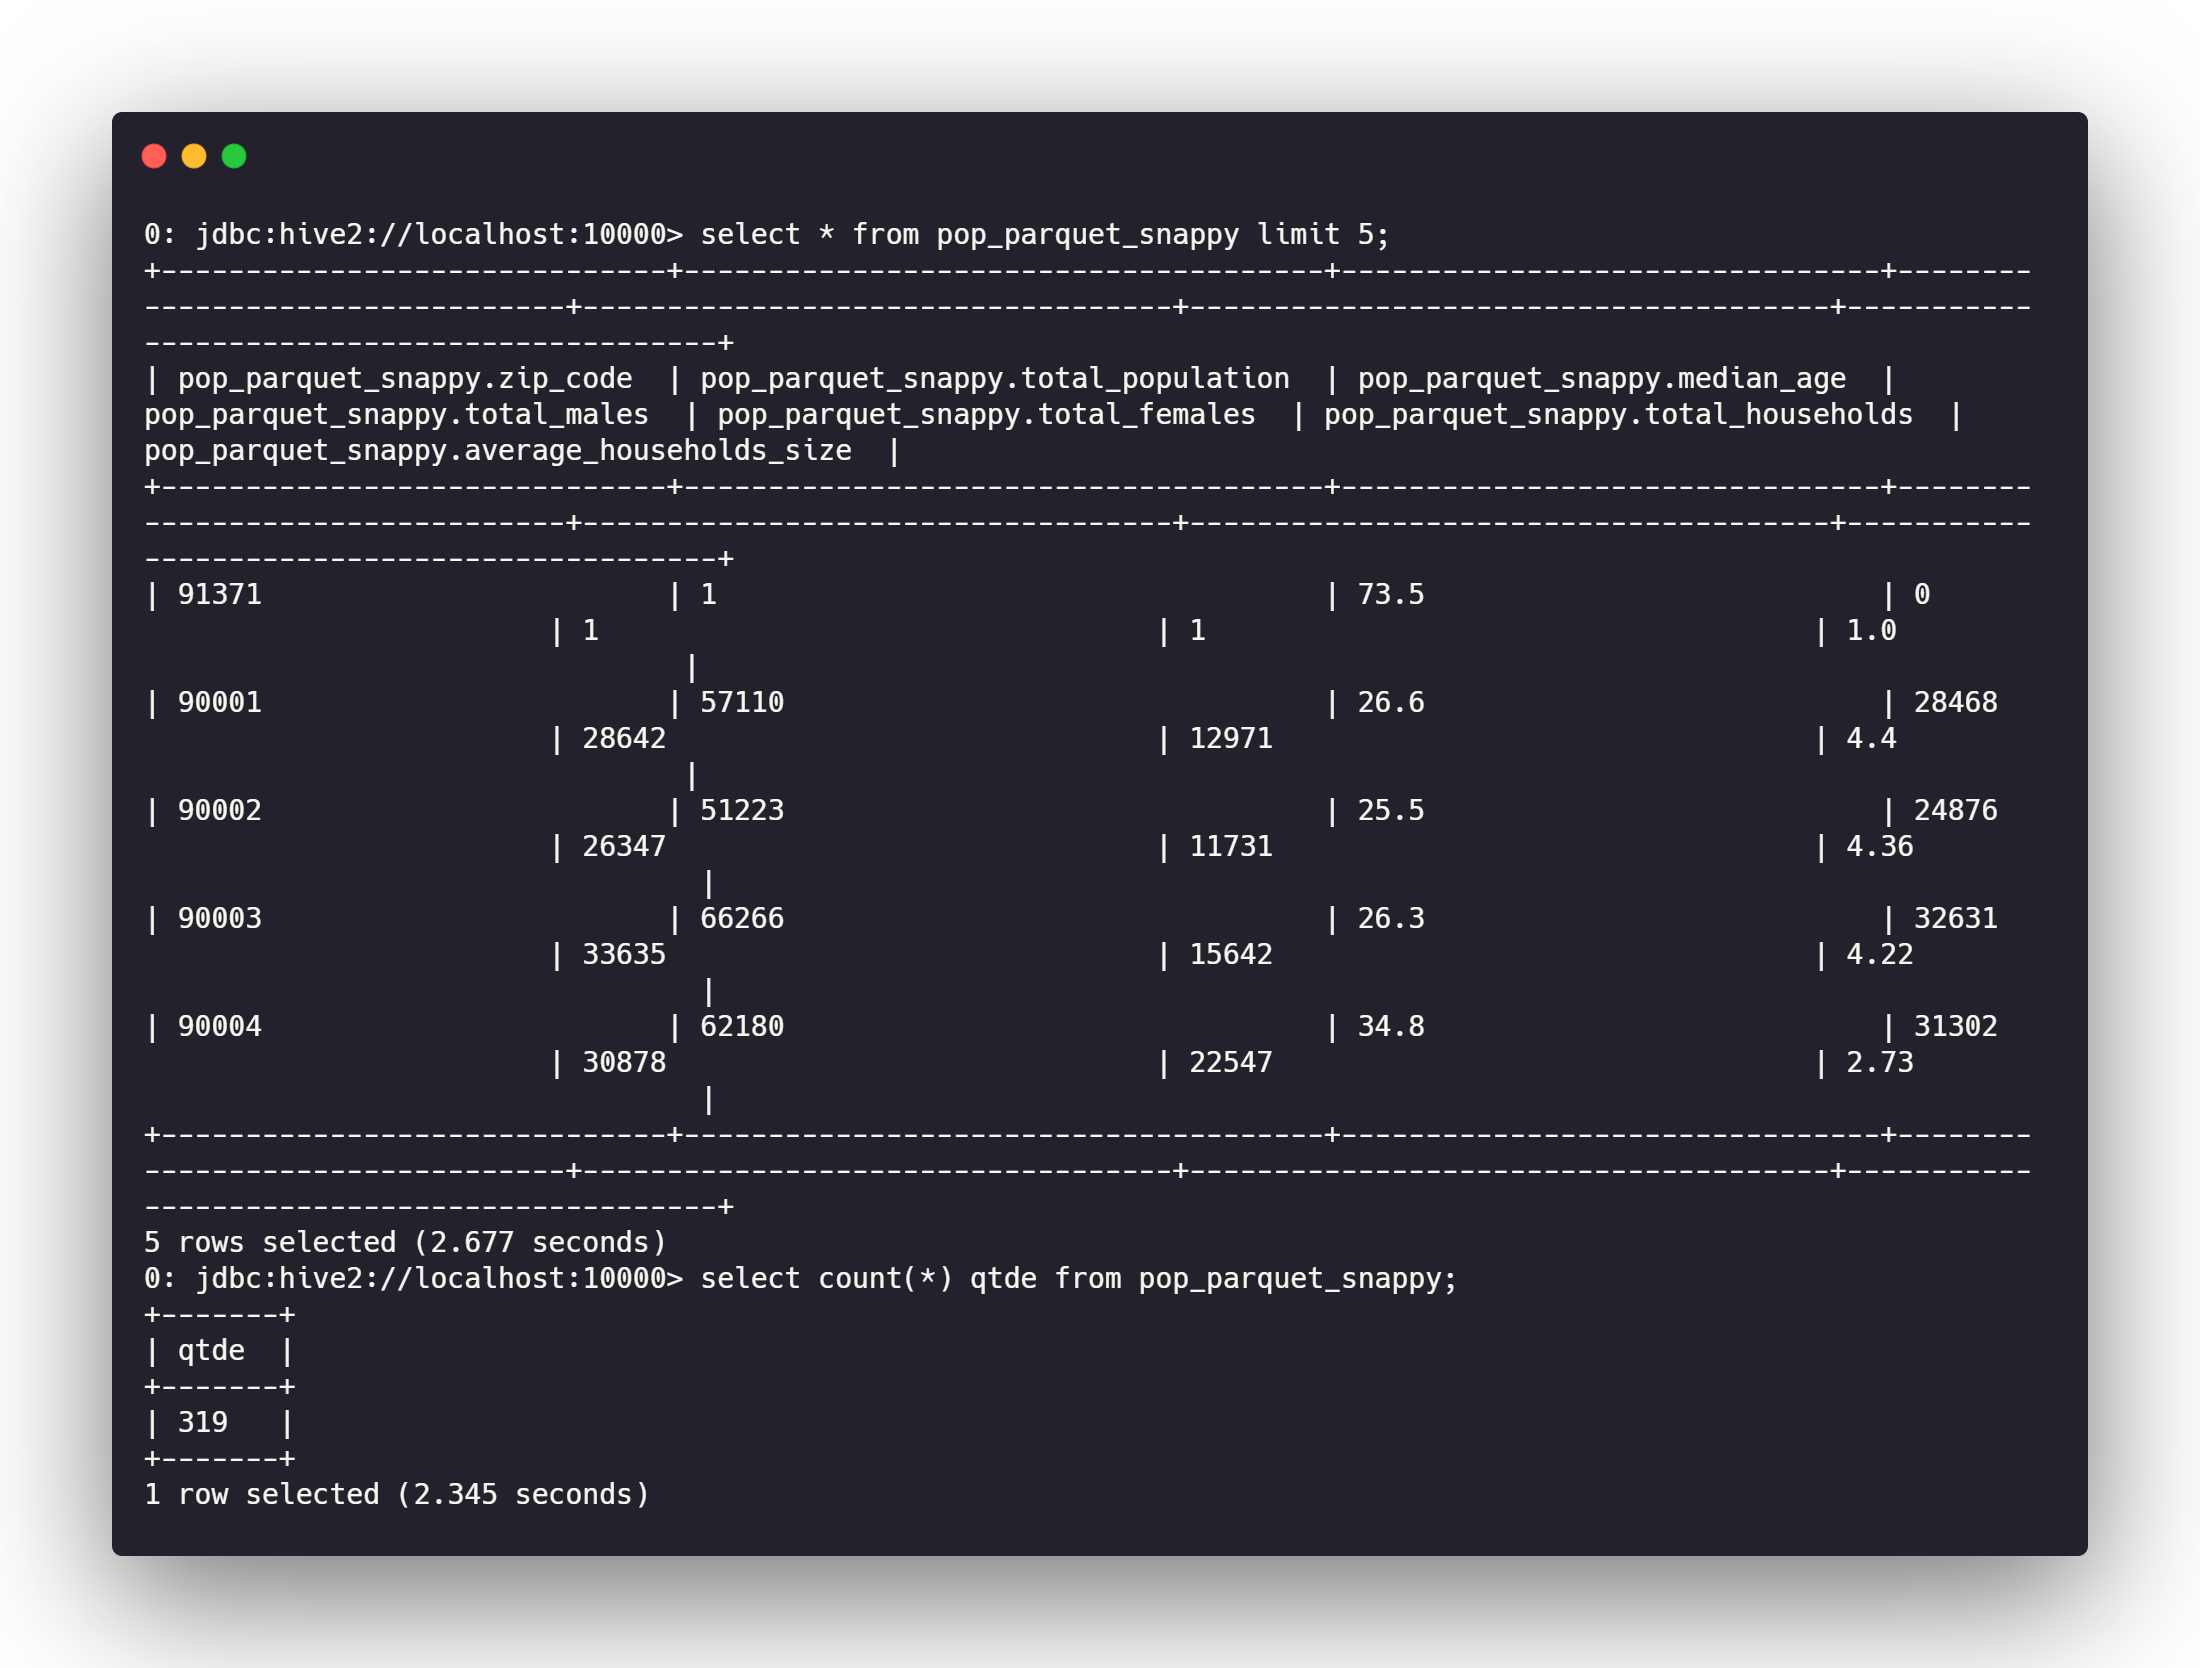 0: jdbc:hive2://localhost:10000> select * from pop_parquet_snappy limit 5;
+------------------------------+--------------------------------------+--------------------------------+--------
-------------------------+-----------------------------------+--------------------------------------+-----------
----------------------------------+
| pop_parquet_snappy.zip_code  | pop_parquet_snappy.total_population  | pop_parquet_snappy.median_age  |
pop_parquet_snappy.total_males  | pop_parquet_snappy.total_females  | pop_parquet_snappy.total_households  |
pop_parquet_snappy.average_households_size  |
+------------------------------+--------------------------------------+--------------------------------+--------
-------------------------+-----------------------------------+--------------------------------------+-----------
----------------------------------+
| 91371                        | 1                                    | 73.5                           | 0
                        | 1                                 | 1                                    | 1.0
                                |
| 90001                        | 57110                                | 26.6                           | 28468
                        | 28642                             | 12971                                | 4.4
                                |
| 90002                        | 51223                                | 25.5                           | 24876
                        | 26347                             | 11731                                | 4.36
                                 |
| 90003                        | 66266                                | 26.3                           | 32631
                        | 33635                             | 15642                                | 4.22
                                 |
| 90004                        | 62180                                | 34.8                           | 31302
                        | 30878                             | 22547                                | 2.73
                                 |
+------------------------------+--------------------------------------+--------------------------------+--------
-------------------------+-----------------------------------+--------------------------------------+-----------
----------------------------------+
5 rows selected (2.677 seconds)
0: jdbc:hive2://localhost:10000> select count(*) qtde from pop_parquet_snappy;
+-------+
| qtde  |
+-------+
| 319   |
+-------+
1 row selected (2.345 seconds)